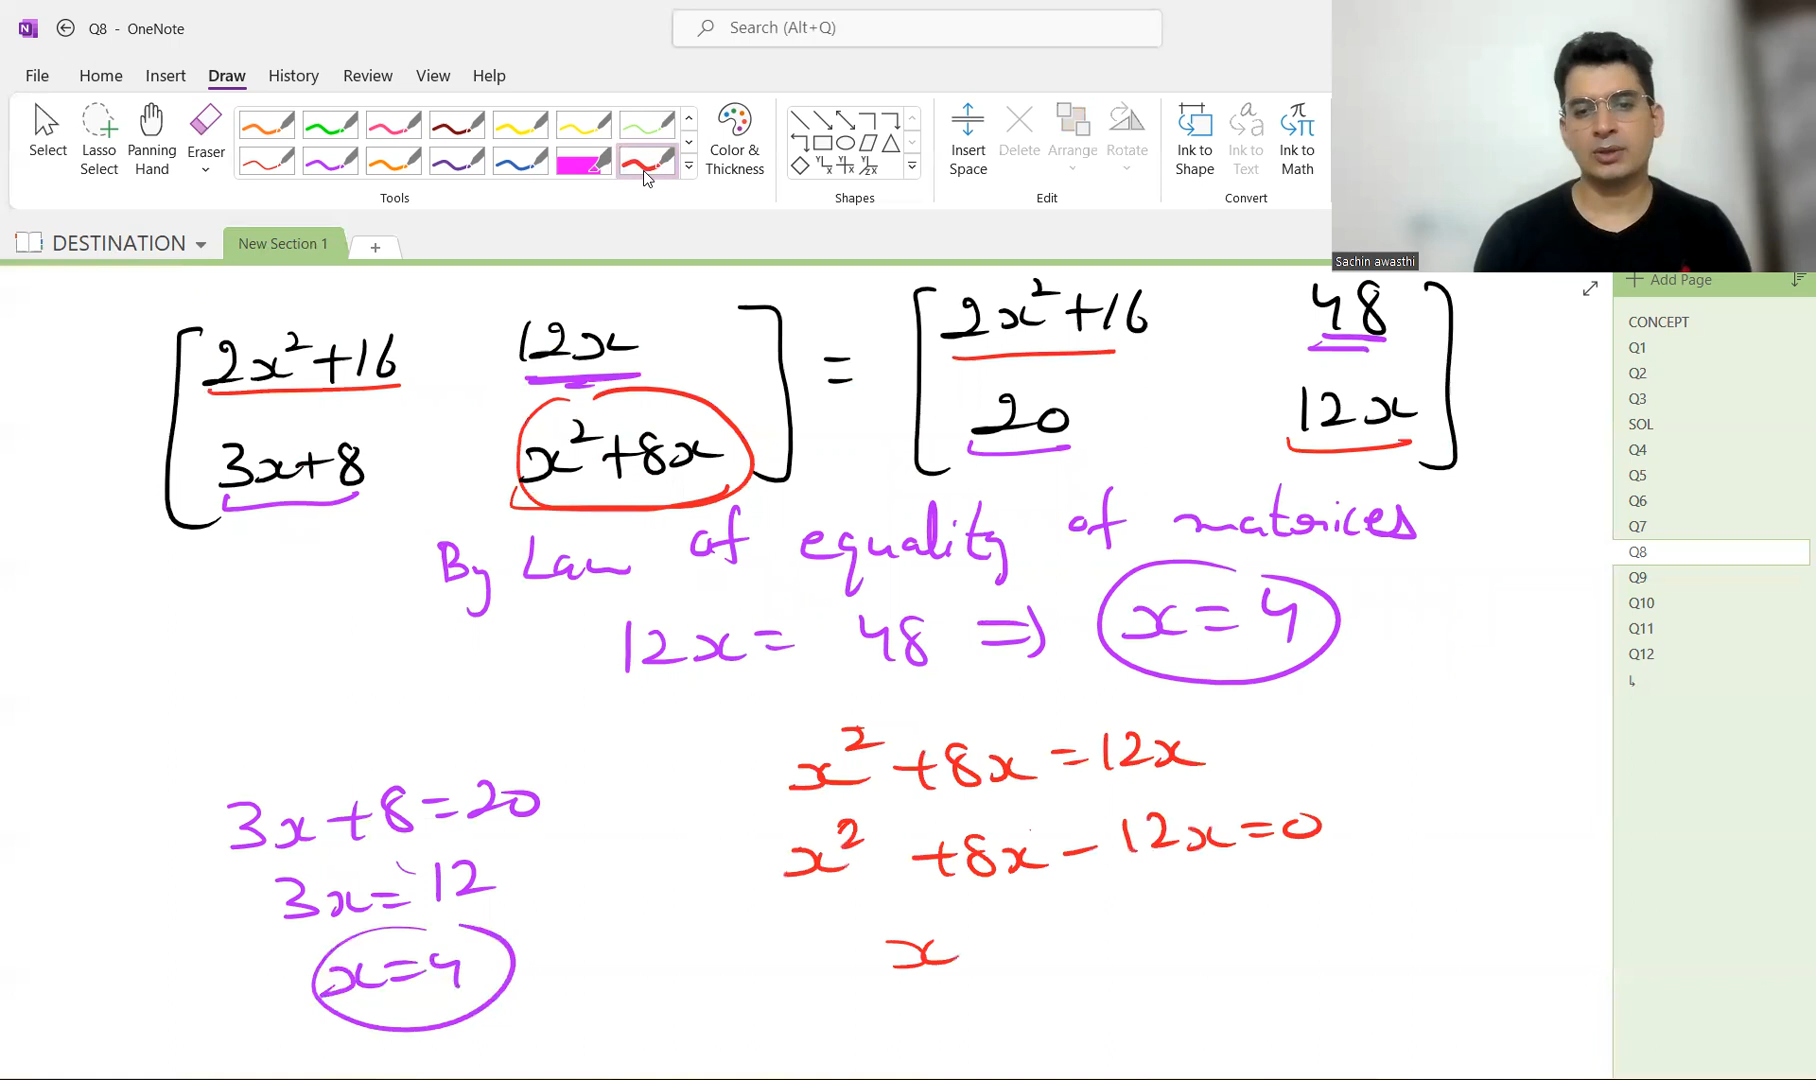 Q8 - OneNote
Search (Alt+Q)
File Home Insert Draw History Review View Help
Select
Lasso Select
Panning Hand
Eraser
Color & Thickness
Insert Space
Delete
Arrange
Rotate
Ink to Shape
Ink to Text
Ink to Math
Tools Shapes Edit Convert
Sachin awasthi
DESTINATION New Section 1 +
Add Page
CONCEPT
Q1
Q2
Q3
SOL
Q4
Q5
Q6
Q7
Q8
Q9
Q10
Q11
Q12
[2x²+16 12x] = [2x²+16 48]
[3x+8 x²+8x] [20 12x]
By Law of equality of matrices
12x = 48 ⇒ x = 4
3x+8=20
3x=12
x=4
x²+8x=12x
x² +8x-12x=0
x